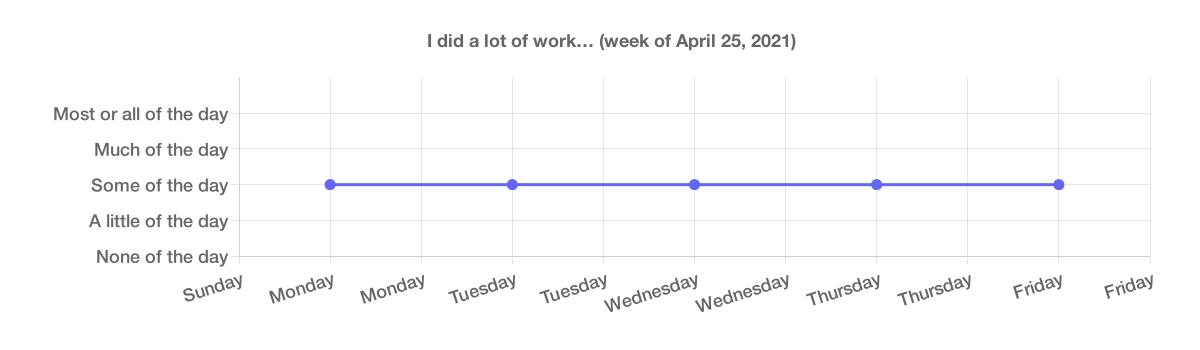 I did a lot of work... (week of April 25, 2021)
Most or all of the day
Much of the day
Some of the day
A little of the day
None of the day
Sunday
Monday
Monday
Tuesday
Tuesday
Wednesday
Wednesday
Thursday
Thursday
Friday
Friday